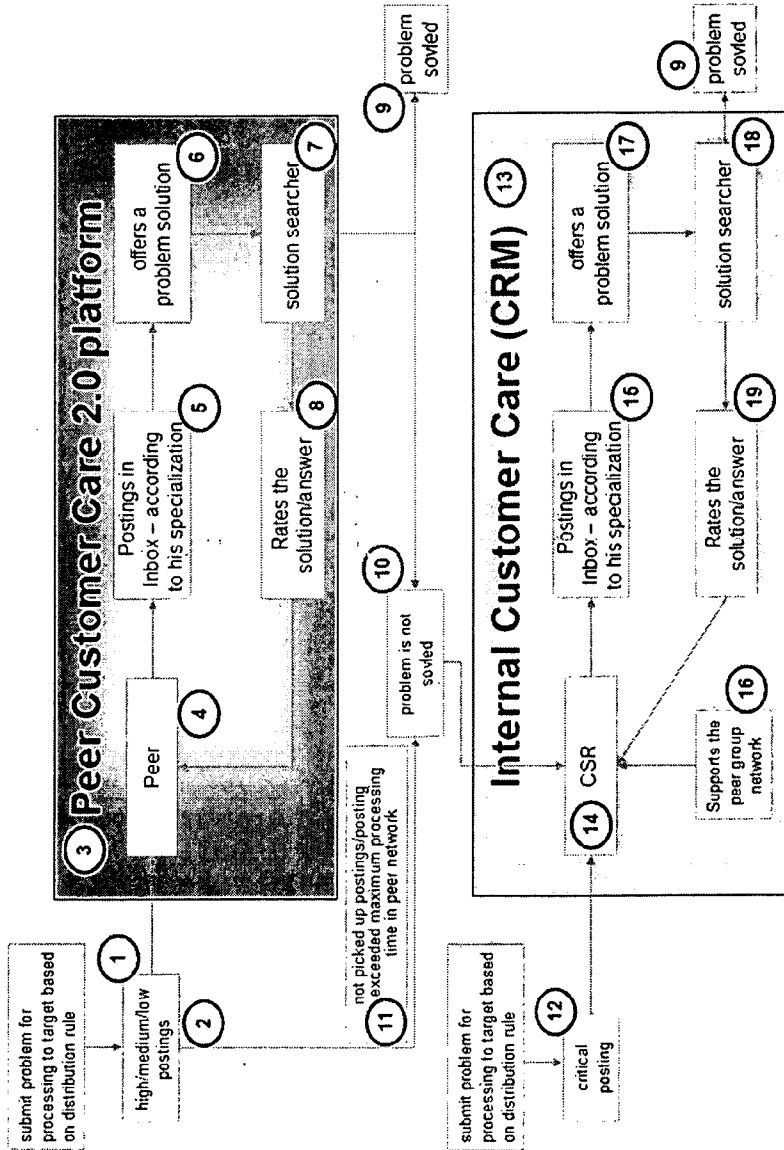 submit problem for
processing to target based
on distribution rule
1
high/medium/low
postings
2
3
Peer Customer Care 2.0 platform
Peer
4
Postings in
Inbox – according
to his specialization
5
offers a
problem solution
6
solution searcher
7
Rates the
solution/answer
8
9
problem
sovled
10
problem is not
sovled
not picked up postings/posting
exceeded maximum processing
time in peer network
11
submit problem for
processing to target based
on distribution rule
12
critical
posting
Internal Customer Care (CRM)
13
14
CSR
Postings in
Inbox – according
to his specialization
15
Supports the
peer group
network
16
offers a
problem solution
17
solution searcher
18
Rates the
solution/answer
19
9
problem
sovled